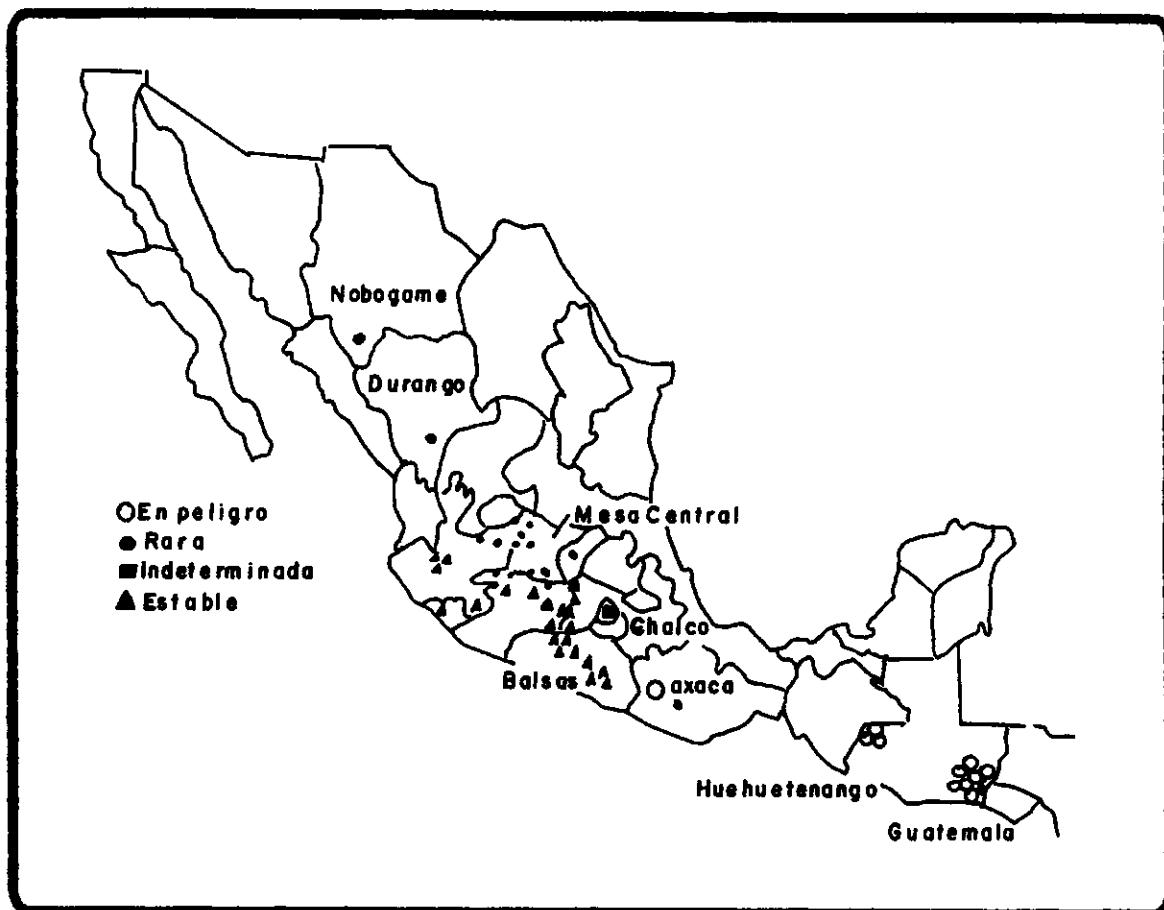 Nobogame
Durango
En peligro
Rara
Indeterminada
Estable
Mesa Central
Chalco
Balsas
Oaxaca
Huehuetenango
Guatemala